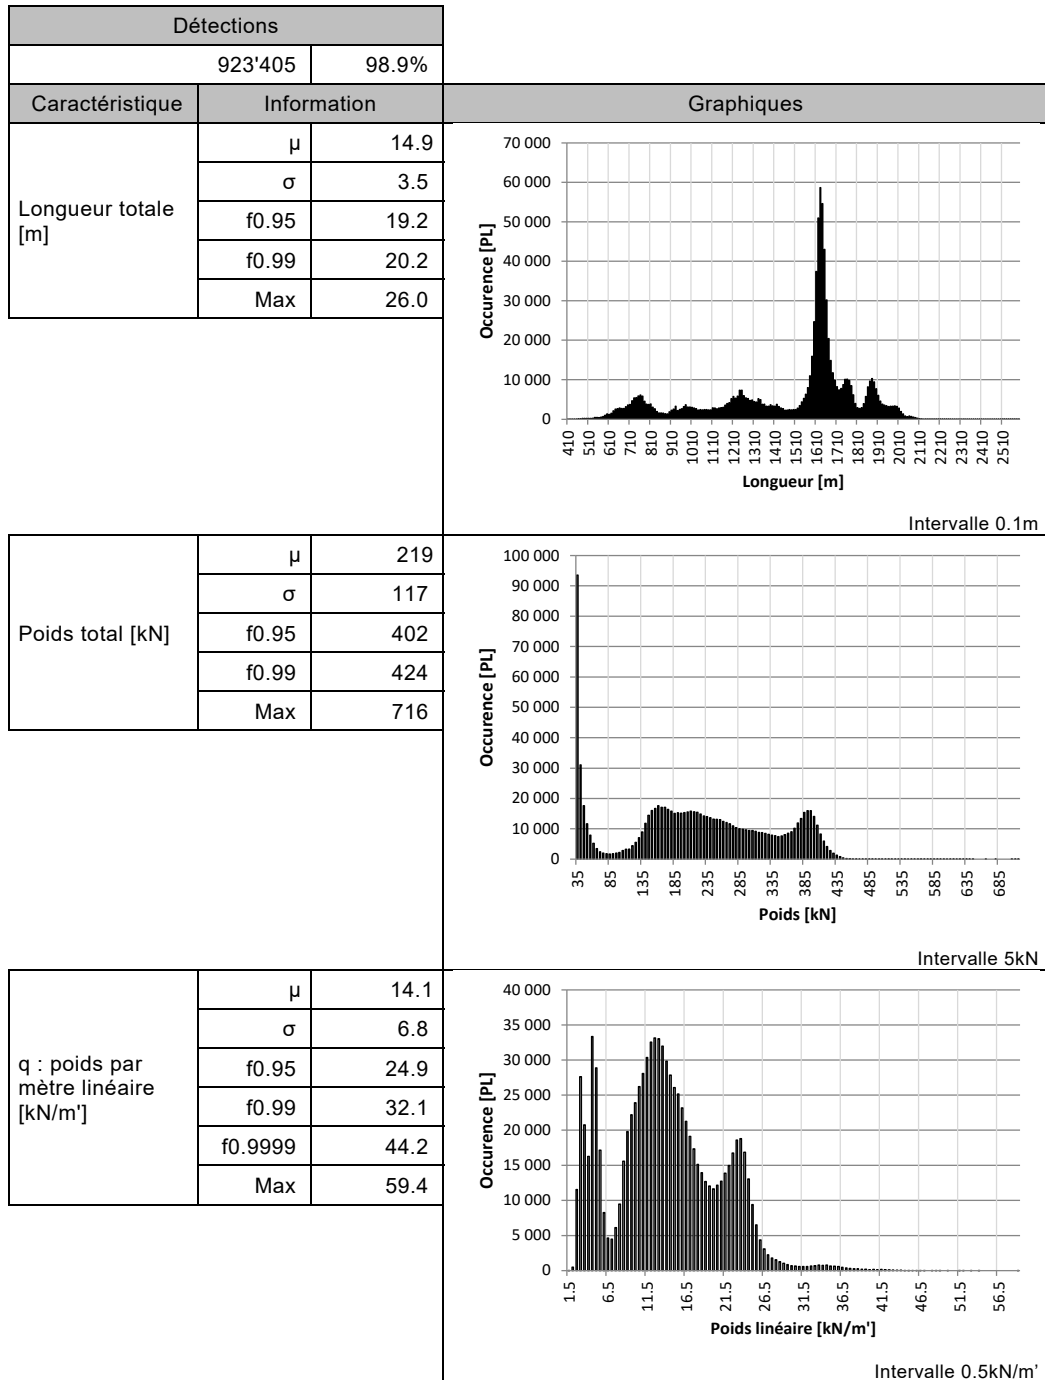 Détections
923'405 98.9%
Caractéristique Information Graphiques
Longueur totale [m]
µ 14.9
σ 3.5
f0.95 19.2
f0.99 20.2
Max 26.0
70 000
60 000
50 000
40 000
30 000
20 000
10 000
0
Occurence [PL]
410 510 610 710 810 910 1010 1110 1210 1310 1410 1510 1610 1710 1810 1910 2010 2110 2210 2310 2410 2510
Longueur [m]
Intervalle 0.1m
Poids total [kN]
µ 219
σ 117
f0.95 402
f0.99 424
Max 716
100 000
90 000
80 000
70 000
60 000
50 000
40 000
30 000
20 000
10 000
0
Occurence [PL]
35 85 135 185 235 285 335 385 435 485 535 585 635 685
Poids [kN]
Intervalle 5kN
q : poids par
mètre linéaire
[kN/m']
µ 14.1
σ 6.8
f0.95 24.9
f0.99 32.1
f0.9999 44.2
Max 59.4
40 000
35 000
30 000
25 000
20 000
15 000
10 000
5 000
0
Occurence [PL]
1.5 6.5 11.5 16.5 21.5 26.5 31.5 36.5 41.5 46.5 51.5 56.5
Poids linéaire [kN/m']
Intervalle 0.5kN/m’